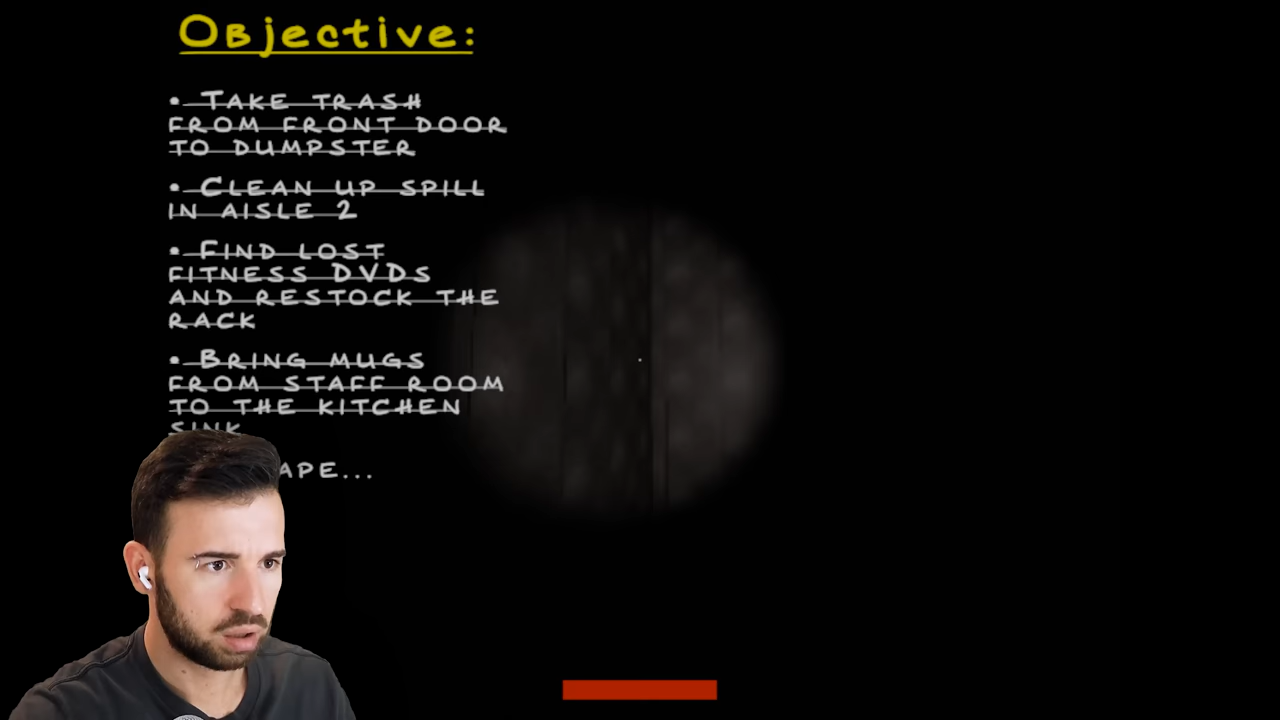 Objective:
• TAKE TRASH
FROM FRONT DOOR
TO DUMPSTER
• CLEAN UP SPILL
IN AISLE 2
• FIND LOST
FITNESS DVDS
AND RESTOCK THE
RACK
• BRING MUGS
FROM STAFF ROOM
TO THE KITCHEN
SINK